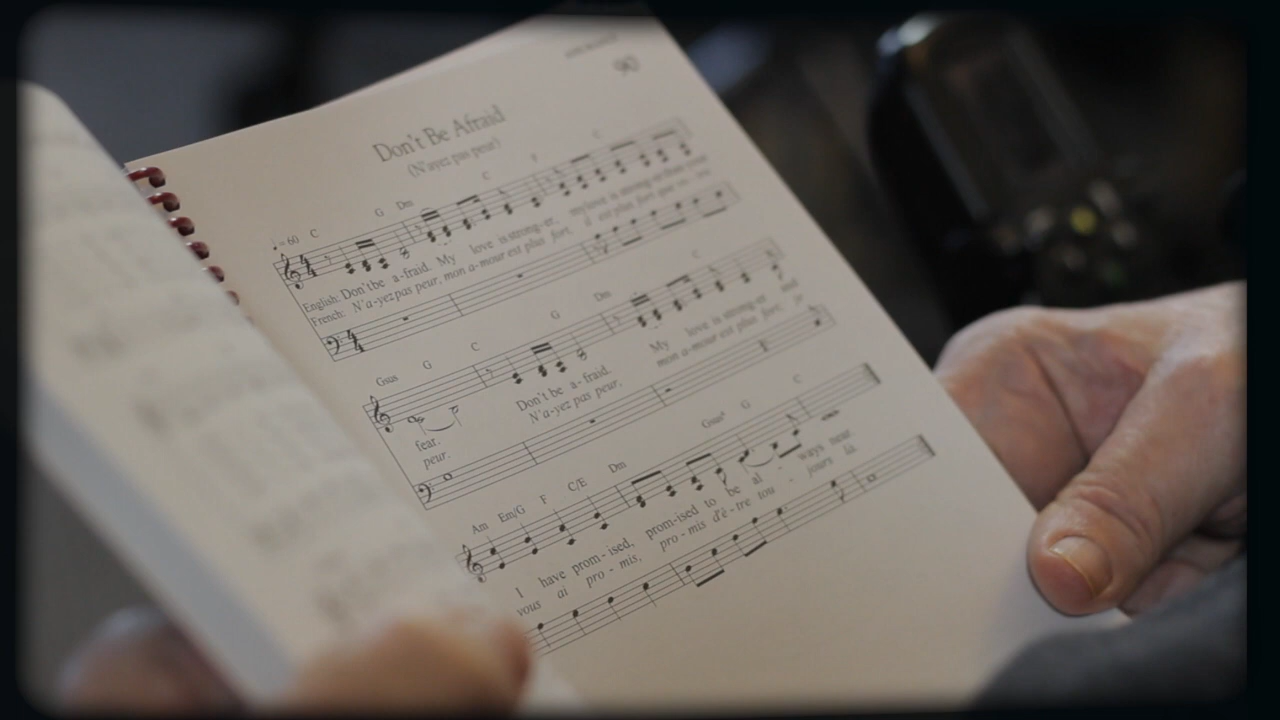 90
Don't Be Afraid
(N'ayez pas peur)
♩ = 60 C G Dm C F C
English: Don't be a-fraid. My love is strong-er, my love is strong-er than your
French: N'a-yez pas peur, mon a-mour est plus fort, il est plus fort que vo-tre
Gsus G C G Dm C
fear. Don't be a-fraid. My love is strong-er and
peur. N'a-yez pas peur, mon a-mour est plus fort. Je
Am Em/G F C/E Dm Gsus⁴ G C
I have prom-ised, prom-ised to be al - ways near.
vous ai pro - mis, pro - mis d'ê - tre tou - jours là